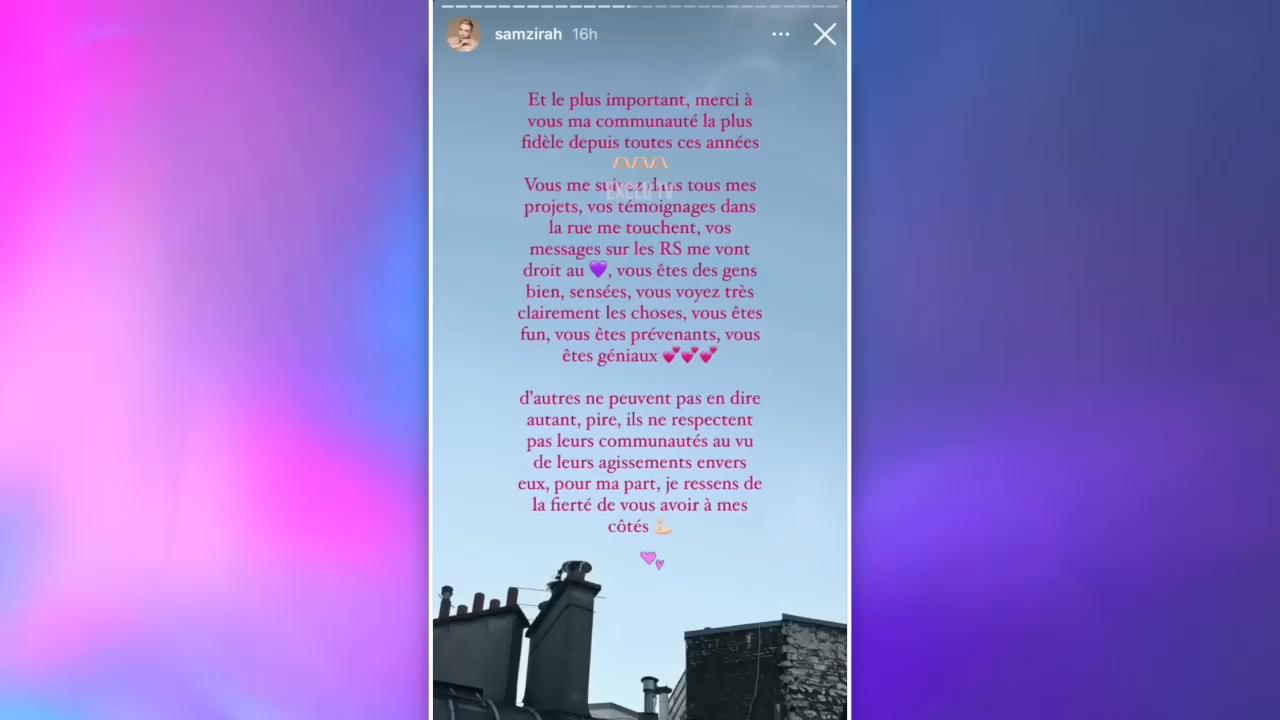 samzirah 16h
Et le plus important, merci à
vous ma communauté la plus
fidèle depuis toutes ces années
🫶🏻🫶🏻🫶🏻
Vous me suivez dans tous mes
EXCLU TV
projets, vos témoignages dans
la rue me touchent, vos
messages sur les RS me vont
droit au 💜, vous êtes des gens
bien, sensées, vous voyez très
clairement les choses, vous êtes
fun, vous êtes prévenants, vous
êtes géniaux 💕💕💕
d’autres ne peuvent pas en dire
autant, pire, ils ne respectent
pas leurs communautés au vu
de leurs agissements envers
eux, pour ma part, je ressens de
la fierté de vous avoir à mes
côtés 💪🏻